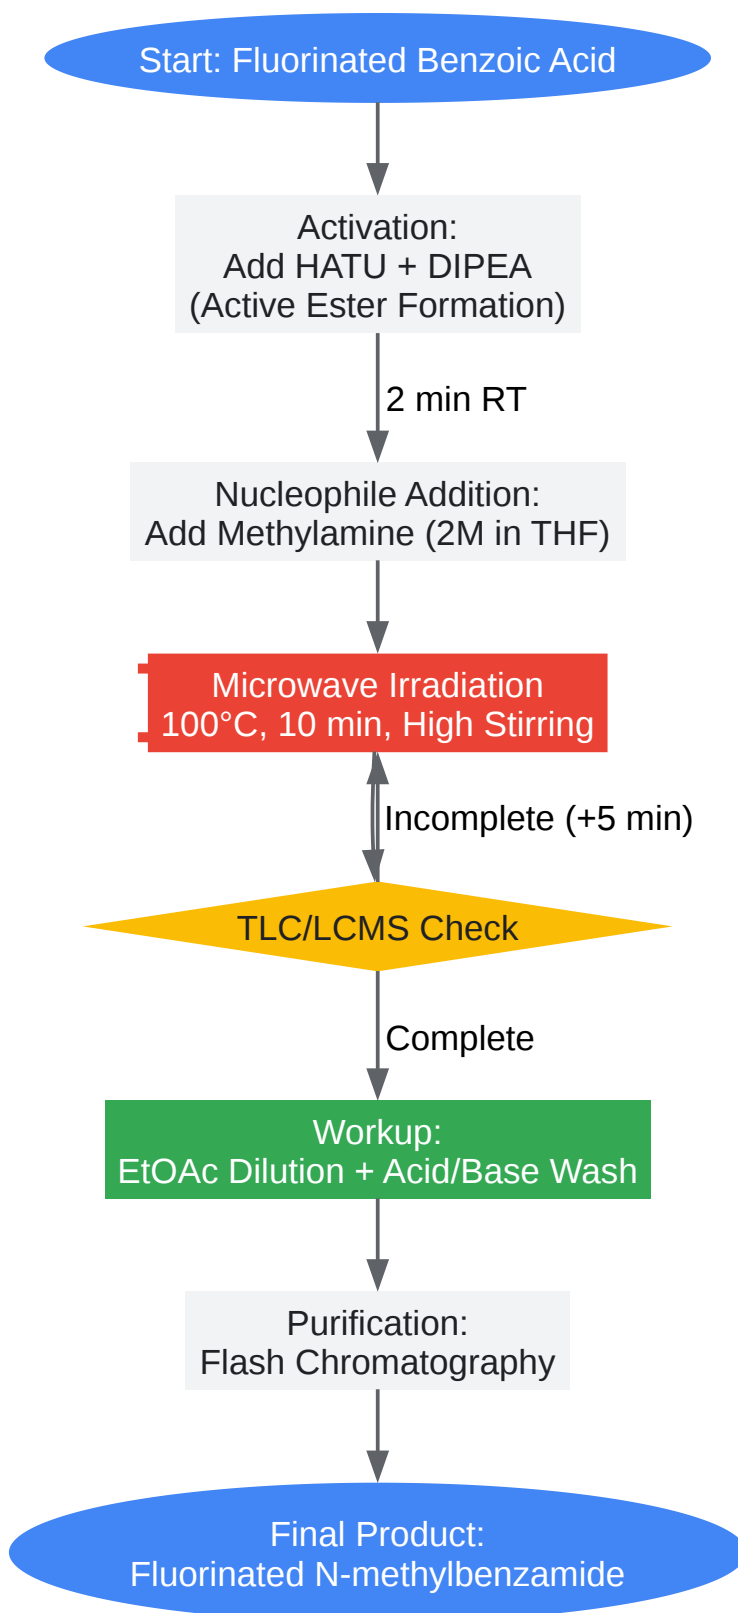 Start: Fluorinated Benzoic Acid
Activation:
Add HATU + DIPEA
(Active Ester Formation)
2 min RT
Nucleophile Addition:
Add Methylamine (2M in THF)
Microwave Irradiation
100°C, 10 min, High Stirring
Incomplete (+5 min)
TLC/LCMS Check
Complete
Workup:
EtOAc Dilution + Acid/Base Wash
Purification:
Flash Chromatography
Final Product:
Fluorinated N-methylbenzamide